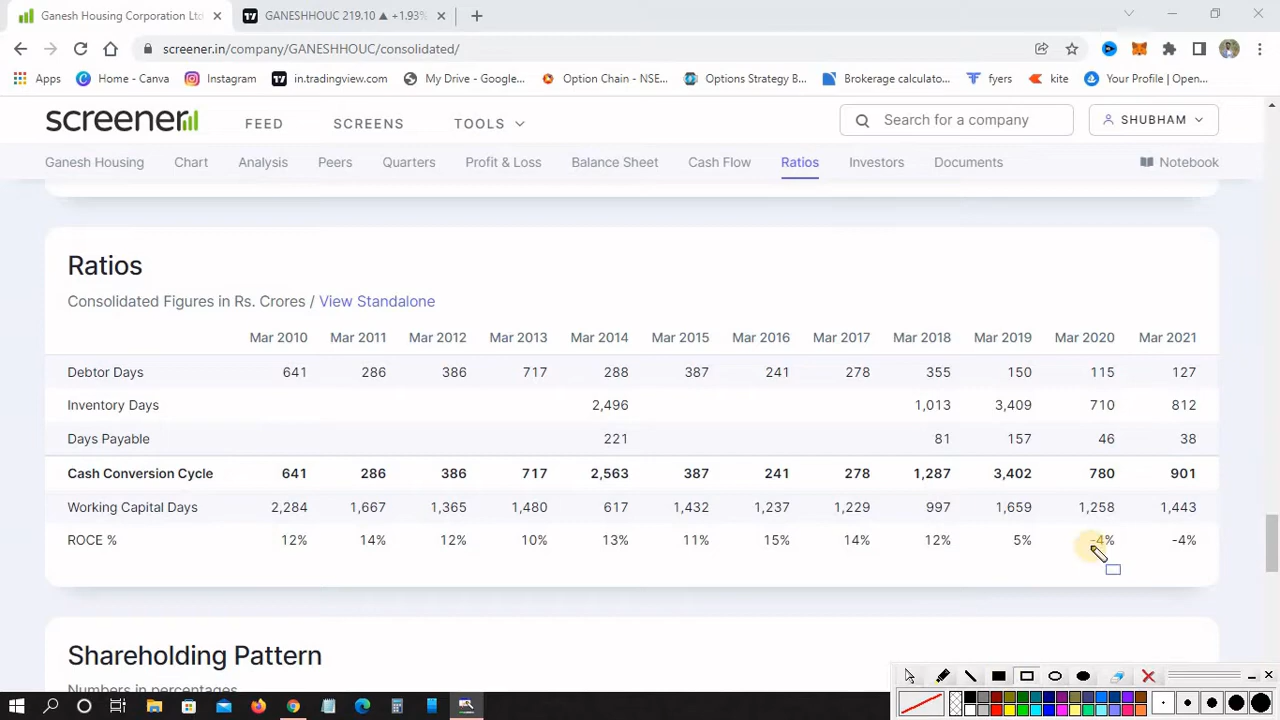 Ganesh Housing Corporation Ltd
GANESHHOUC 219.10 ▲ +1.93%
screener.in/company/GANESHHOUC/consolidated/
Apps Home - Canva Instagram in.tradingview.com My Drive - Google... Option Chain - NSE... Options Strategy B... Brokerage calculato... fyers kite Your Profile | Open...
screener FEED SCREENS TOOLS Search for a company SHUBHAM
Ganesh Housing Chart Analysis Peers Quarters Profit & Loss Balance Sheet Cash Flow Ratios Investors Documents Notebook
Ratios
Consolidated Figures in Rs. Crores / View Standalone
Mar 2010 Mar 2011 Mar 2012 Mar 2013 Mar 2014 Mar 2015 Mar 2016 Mar 2017 Mar 2018 Mar 2019 Mar 2020 Mar 2021
Debtor Days 641 286 386 717 288 387 241 278 355 150 115 127
Inventory Days 2,496 1,013 3,409 710 812
Days Payable 221 81 157 46 38
Cash Conversion Cycle 641 286 386 717 2,563 387 241 278 1,287 3,402 780 901
Working Capital Days 2,284 1,667 1,365 1,480 617 1,432 1,237 1,229 997 1,659 1,258 1,443
ROCE % 12% 14% 12% 10% 13% 11% 15% 14% 12% 5% -4% -4%
Shareholding Pattern
Numbers in percentages